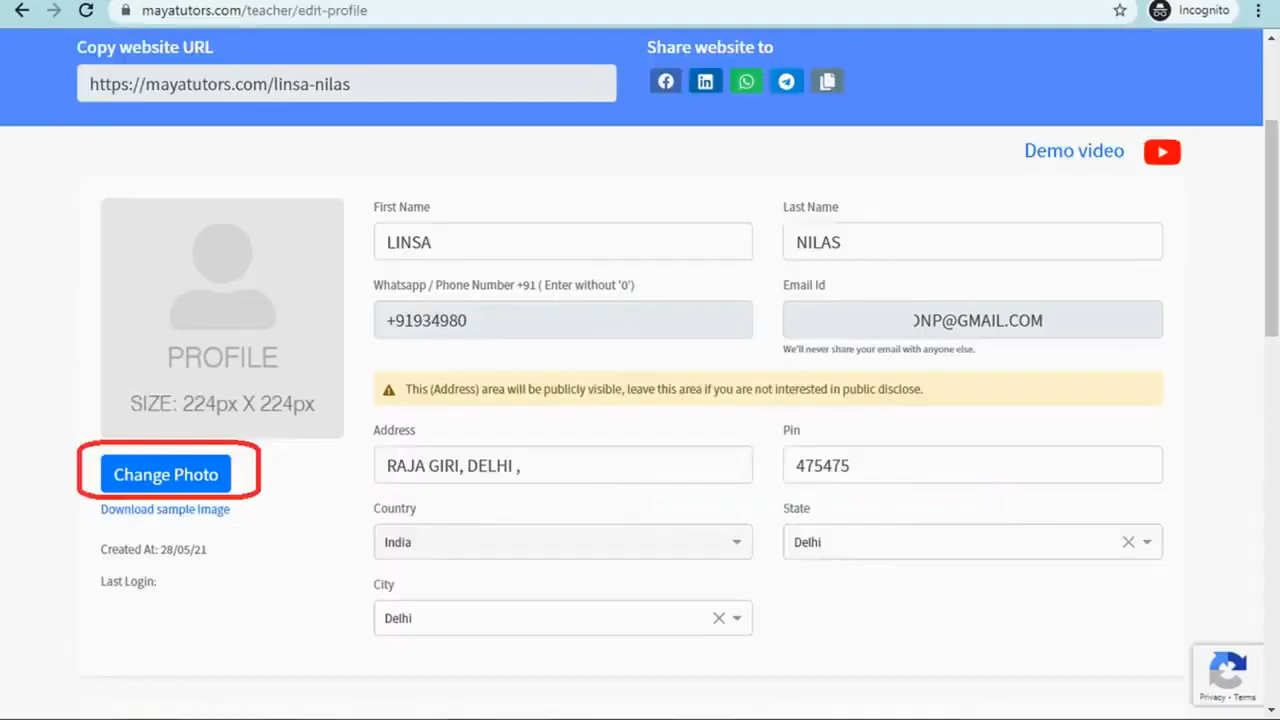 mayatutors.com/teacher/edit-profile
Incognito
Copy website URL
Share website to
https://mayatutors.com/linsa-nilas
Demo video
PROFILE
SIZE: 224px X 224px
Change Photo
Download sample Image
Created At: 28/05/21
Last Login:
First Name
Last Name
LINSA
NILAS
Whatsapp / Phone Number +91 ( Enter without '0')
Email Id
+91934980
NP@GMAIL.COM
We'll never share your email with anyone else.
This (Address) area will be publicly visible, leave this area if you are not interested in public disclose.
Address
Pin
RAJA GIRI, DELHI ,
475475
Country
State
India
Delhi
City
Delhi
Privacy - Terms